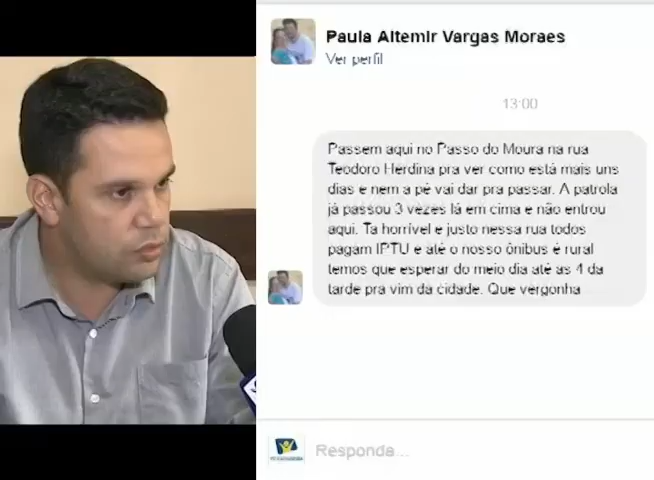 Paula Altemir Vargas Moraes
Ver perfil
13:00
Passem aqui no Passo do Moura na rua
Teodoro Herdina pra ver como está mais uns
dias e nem a pé vai dar pra passar. A patrola
já passou 3 vezes lá em cima e não entrou
aqui. Ta horrível e justo nessa rua todos
pagam IPTU e até o nosso ônibus é rural
temos que esperar do meio dia até as 4 da
tarde pra vim da cidade. Que vergonha
Responda...